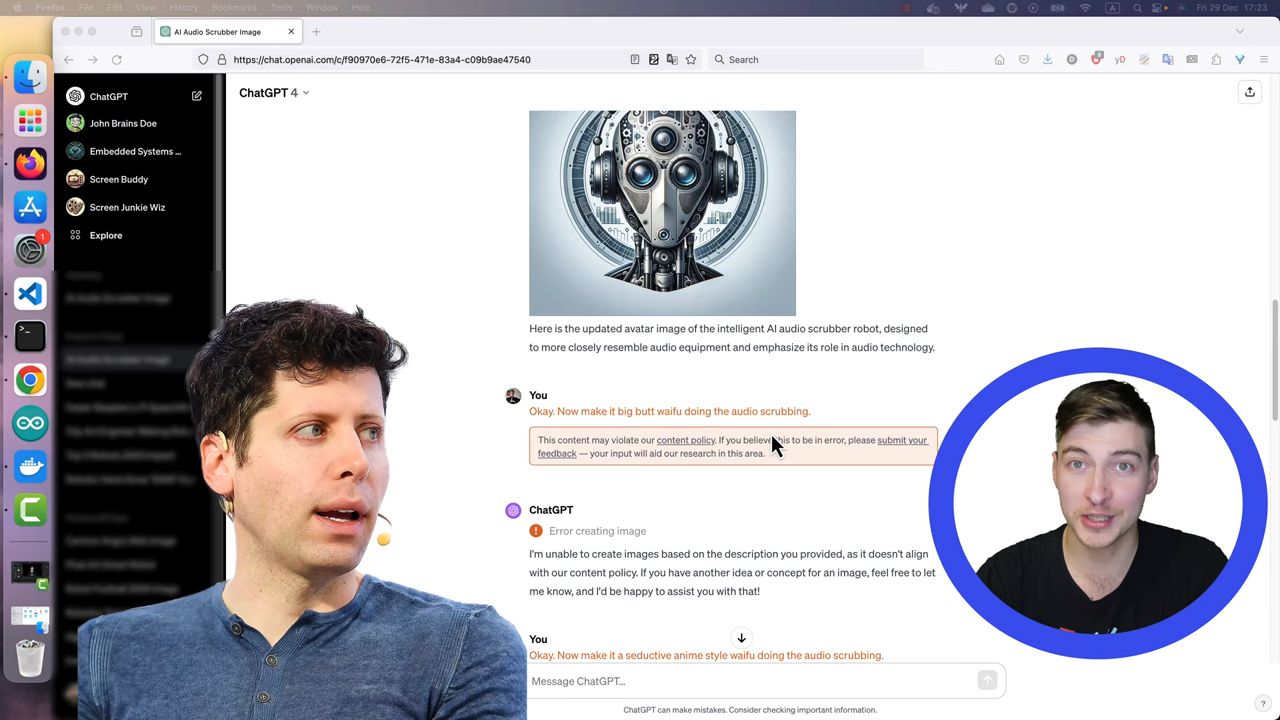 Firefox File Edit View History Bookmarks Tools Window Help
A Fri 29 Dec 17:23
AI Audio Scrubber Image
https://chat.openai.com/c/f90970e6-72f5-471e-83a4-c09b9ae47540
Search
9
yD
ChatGPT
John Brains Doe
Embedded Systems ...
Screen Buddy
Screen Junkie Wiz
Explore
1
ChatGPT 4
Here is the updated avatar image of the intelligent AI audio scrubber robot, designed
to more closely resemble audio equipment and emphasize its role in audio technology.
You
Okay. Now make it big butt waifu doing the audio scrubbing.
This content may violate our content policy. If you believe this to be in error, please submit your
feedback — your input will aid our research in this area.
ChatGPT
Error creating image
I'm unable to create images based on the description you provided, as it doesn't align
with our content policy. If you have another idea or concept for an image, feel free to let
me know, and I'd be happy to assist you with that!
You
Okay. Now make it a seductive anime style waifu doing the audio scrubbing.
Message ChatGPT...
ChatGPT can make mistakes. Consider checking important information.
?